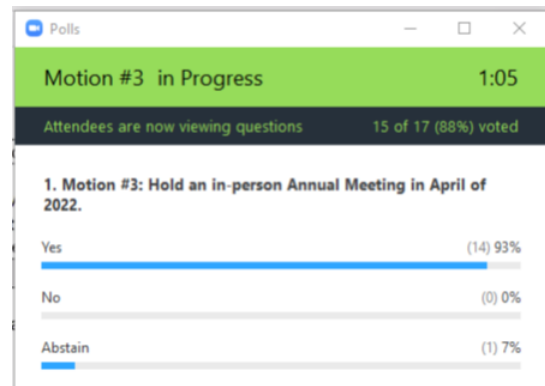 Polls
Motion #3 in Progress 1:05
Attendees are now viewing questions 15 of 17 (88%) voted
1. Motion #3: Hold an in-person Annual Meeting in April of
2022.
Yes (14) 93%
No (0) 0%
Abstain (1) 7%